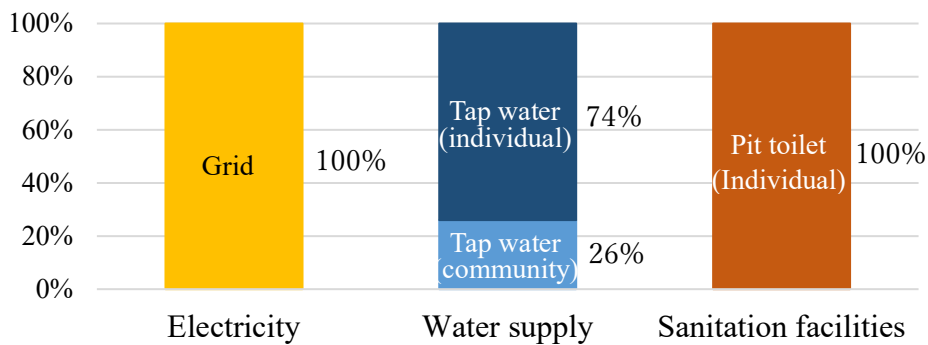 100%
80%
60%
40%
20%
0%
Grid
100%
Tap water
(individual)
74%
Tap water
(community)
26%
Pit toilet
(Individual)
100%
Electricity
Water supply
Sanitation facilities